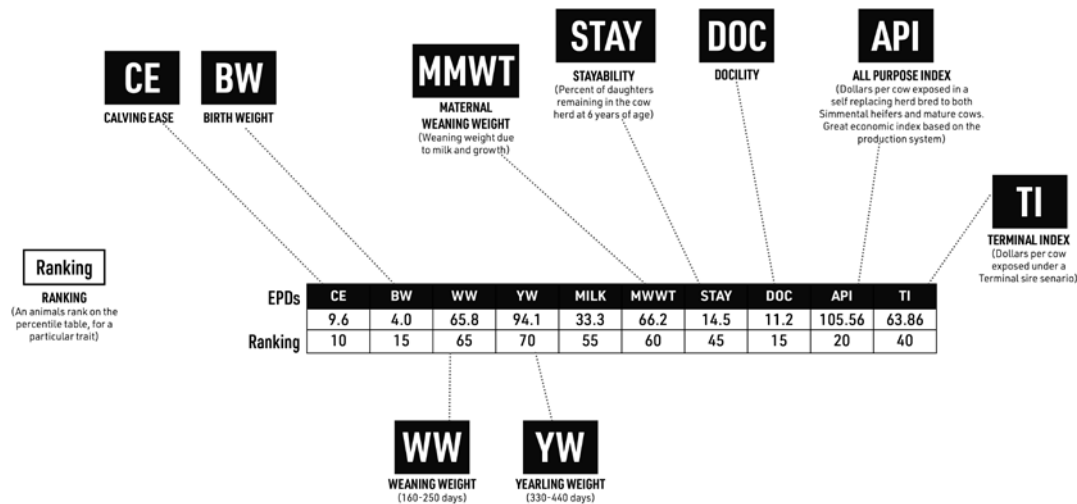 CE
CALVING EASE
BW
BIRTH WEIGHT
MMWT
MATERNAL
WEANING WEIGHT
(Weaning weight due
to milk and growth)
STAY
STAYABILITY
(Percent of daughters
remaining in the cow
herd at 6 years of age)
DOC
DOCILITY
API
ALL PURPOSE INDEX
(Dollars per cow exposed in a
self replacing herd bred to both
Simmental heifers and mature cows.
Great economic index based on the
production system)
TI
TERMINAL INDEX
(Dollars per cow
exposed under a
Terminal sire senario)
Ranking
RANKING
(An animals rank on the
percentile table, for a
particular trait)
EPDs CE BW WW YW MILK MWWT STAY DOC API TI
9.6 4.0 65.8 94.1 33.3 66.2 14.5 11.2 105.56 63.86
Ranking 10 15 65 70 55 60 45 15 20 40
WW
WEANING WEIGHT
(160-250 days)
YW
YEARLING WEIGHT
(330-440 days)